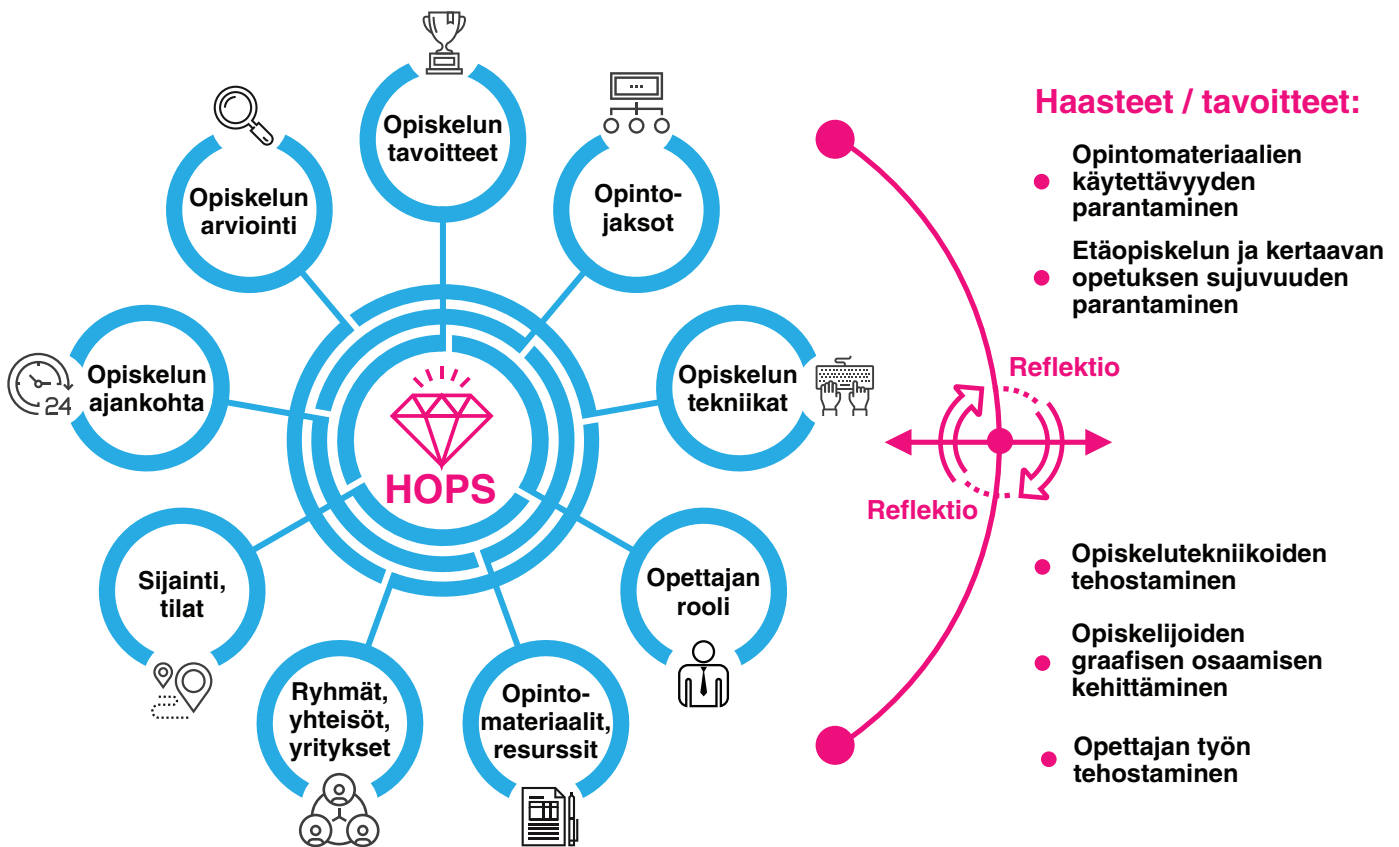 Opiskelun
tavoitteet
Opinto-
jaksot
Opiskelun
tekniikat
Opettajan
rooli
Opinto-
materiaalit,
resurssit
Ryhmät,
yhteisöt,
yritykset
Sijainti,
tilat
Opiskelun
ajankohta
24
Opiskelun
arviointi
HOPS
Haasteet / tavoitteet:
Opintomateriaalien
käytettävyyden
parantaminen
Etäopiskelun ja kertaavan
opetuksen sujuvuuden
parantaminen
Reflektio
Reflektio
Opiskelutekniikoiden
tehostaminen
Opiskelijoiden
graafisen osaamisen
kehittäminen
Opettajan työn
tehostaminen